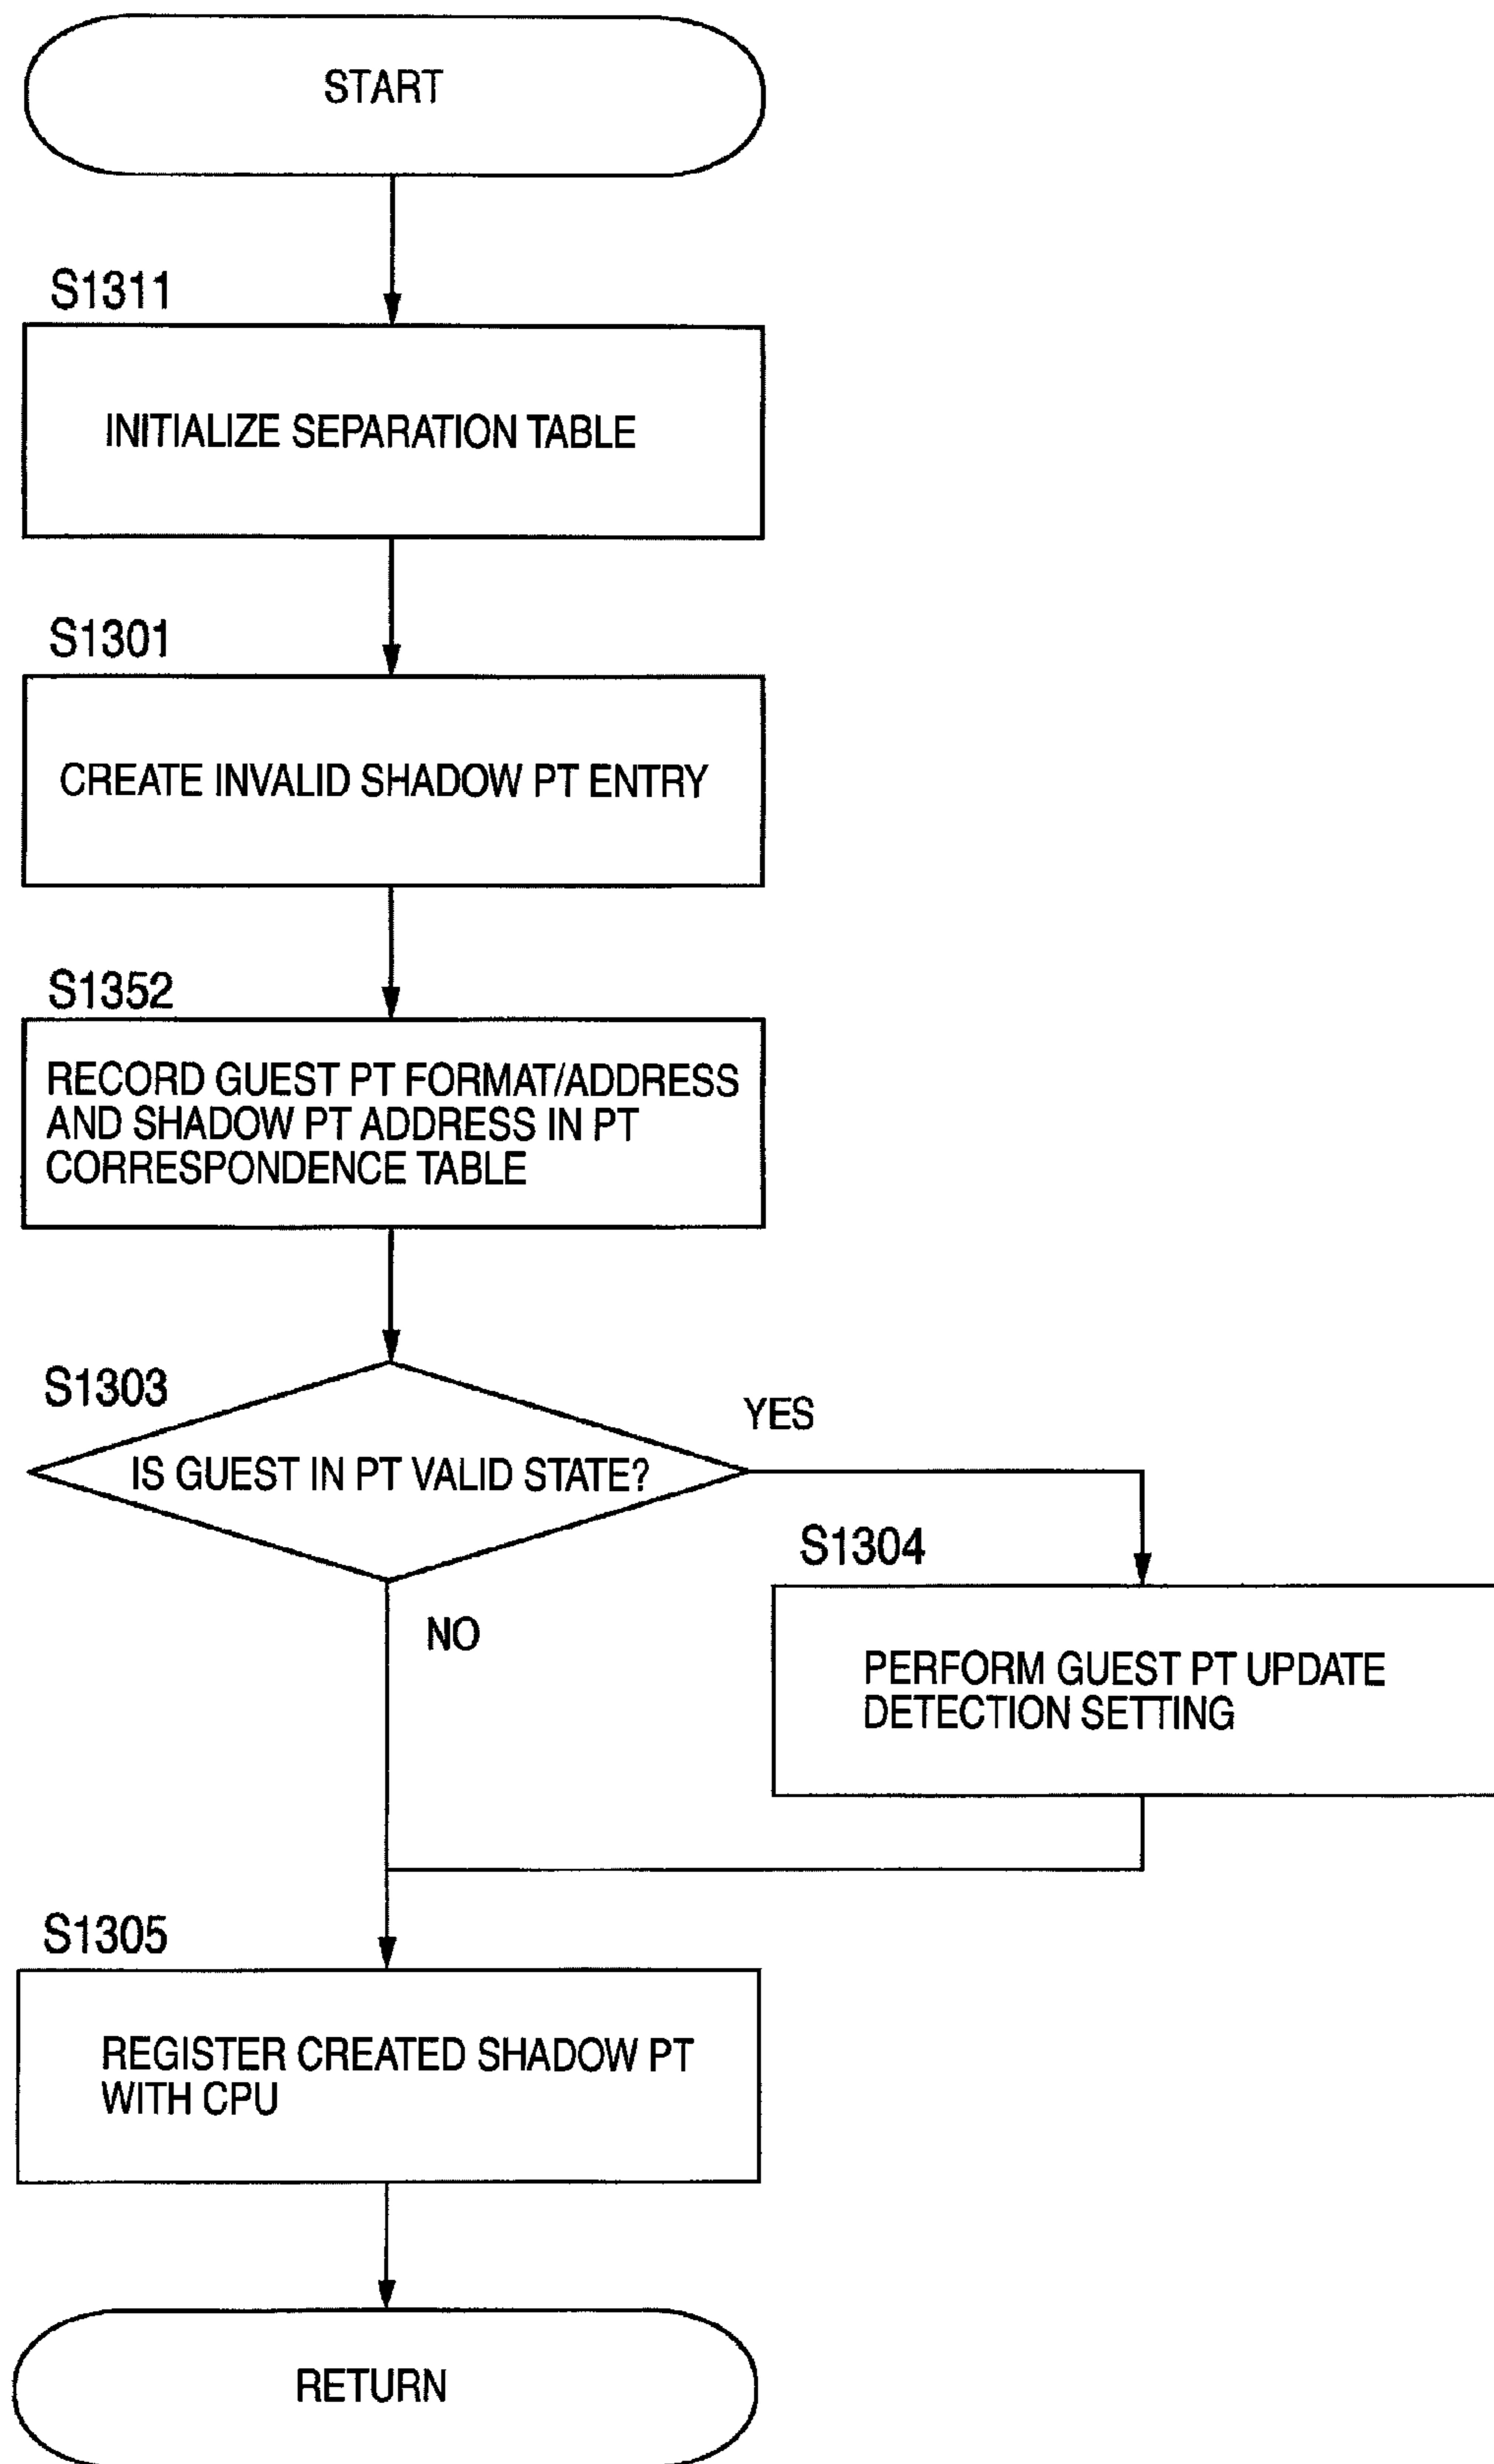 START
S1311
INITIALIZE SEPARATION TABLE
S1301
CREATE INVALID SHADOW PT ENTRY
S1352
RECORD GUEST PT FORMAT/ADDRESS
AND SHADOW PT ADDRESS IN PT
CORRESPONDENCE TABLE
S1303
IS GUEST IN PT VALID STATE?
YES
NO
S1304
PERFORM GUEST PT UPDATE
DETECTION SETTING
S1305
REGISTER CREATED SHADOW PT
WITH CPU
RETURN